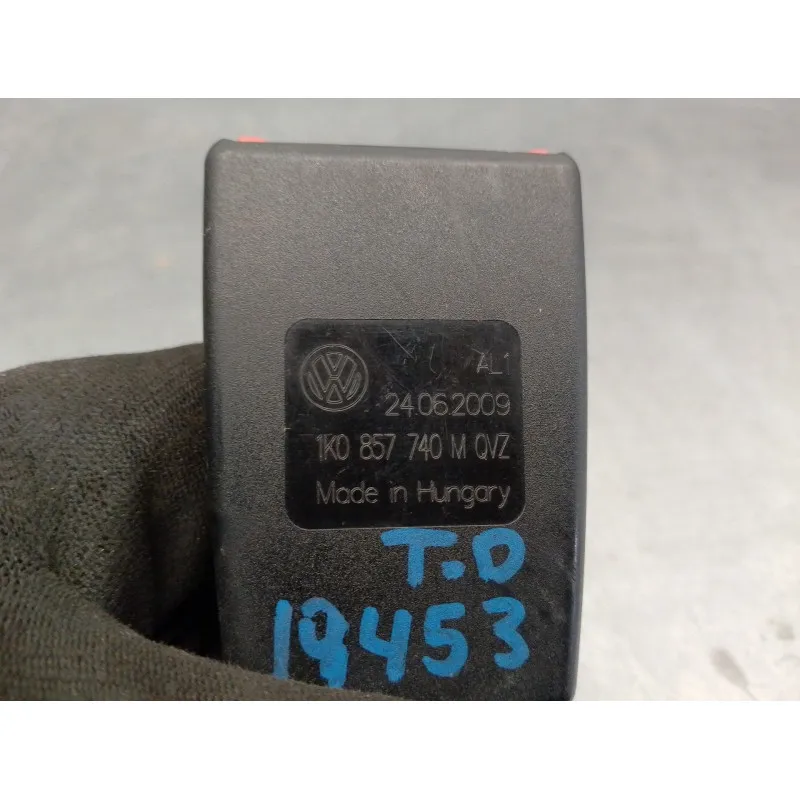 AL1
24.06.2009
1K0 857 740 M QVZ
Made in Hungary
T.D
19453